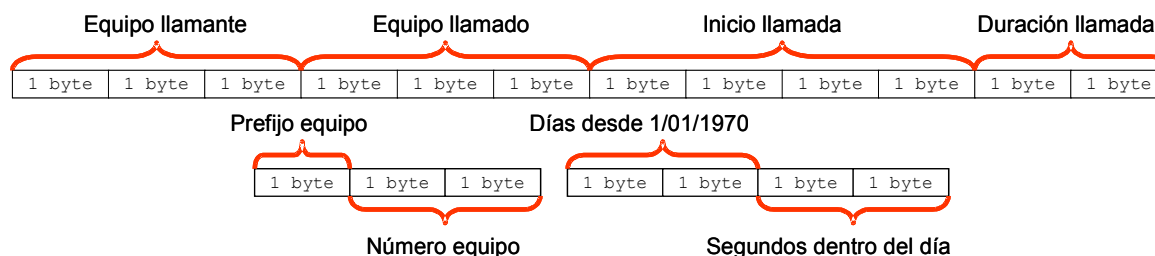 Equipo llamante Equipo llamado Inicio llamada Duración llamada
1 byte 1 byte 1 byte 1 byte 1 byte 1 byte 1 byte 1 byte 1 byte 1 byte 1 byte 1 byte
Prefijo equipo Días desde 1/01/1970
1 byte 1 byte 1 byte 1 byte 1 byte 1 byte 1 byte
Número equipo Segundos dentro del día